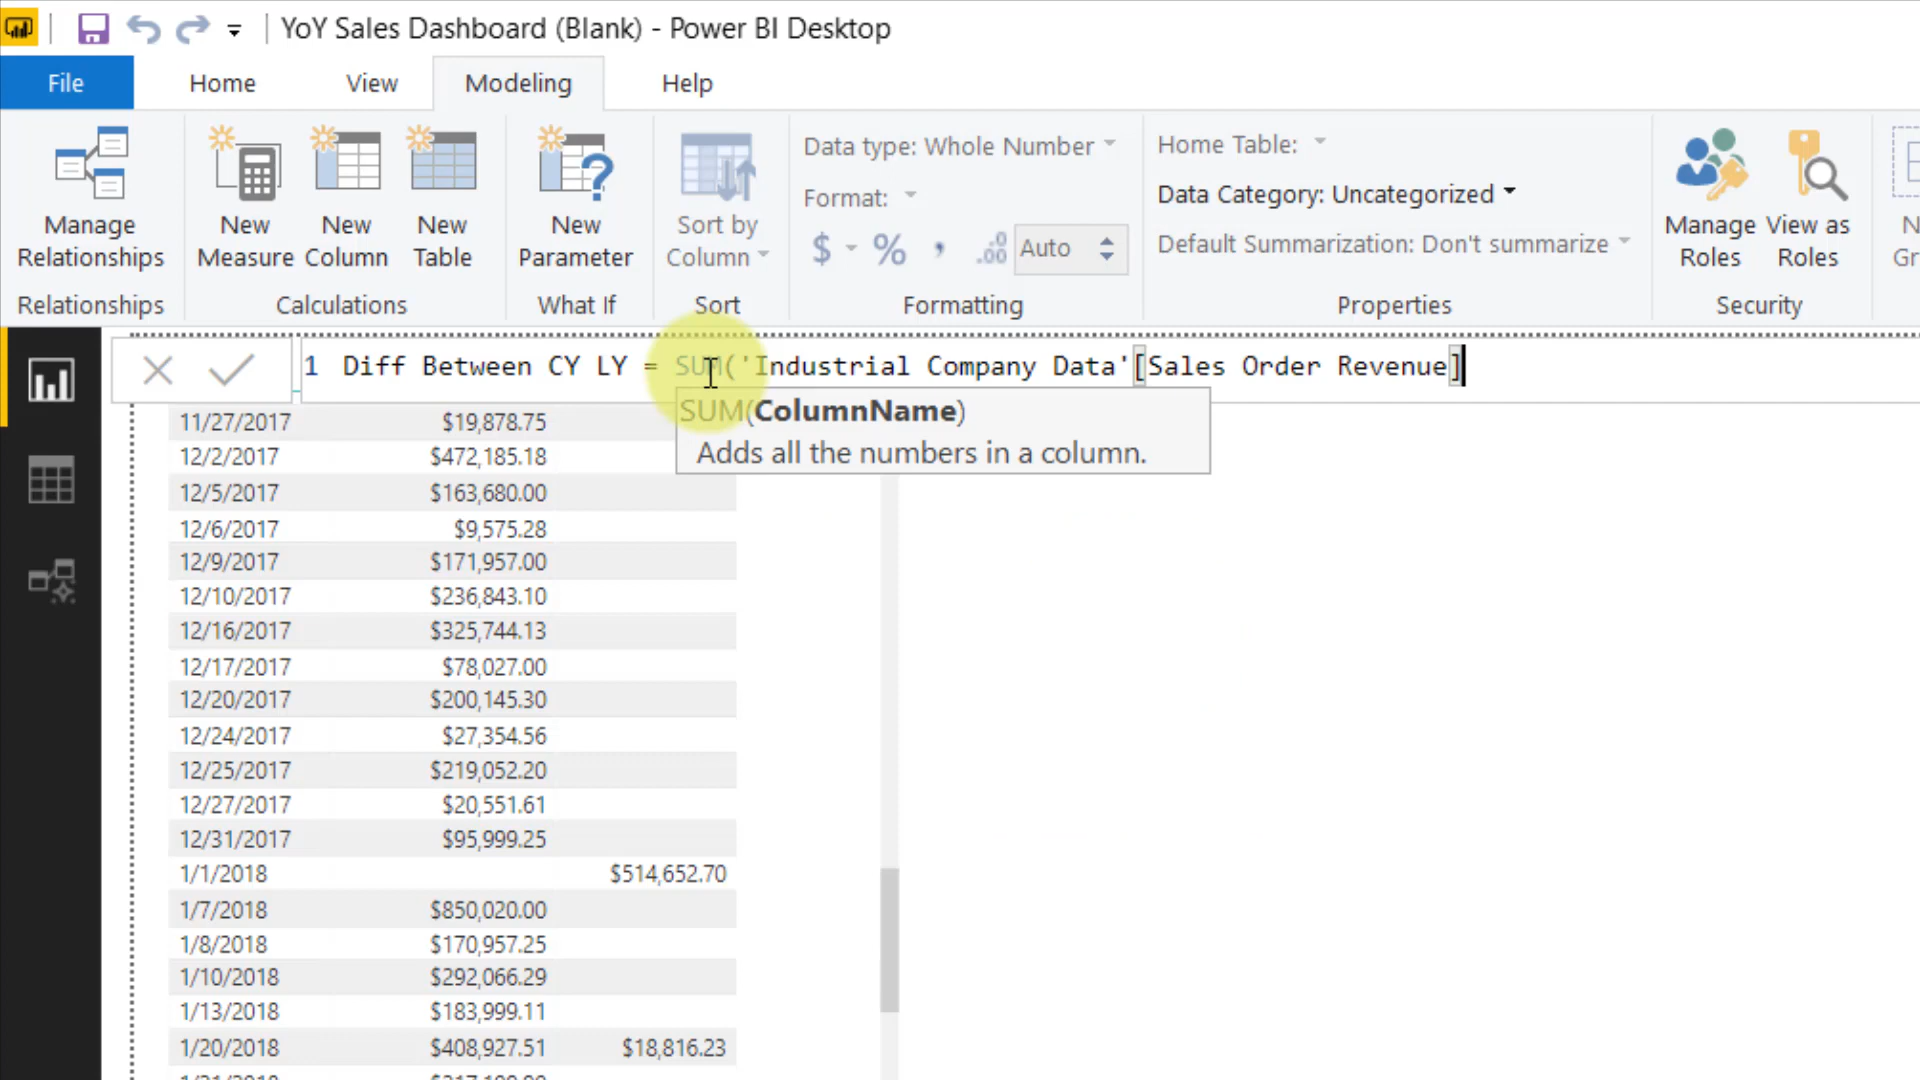 YoY Sales Dashboard (Blank) - Power BI Desktop
File Home View Modeling Help
Manage Relationships
New Measure
New Column
New Table
New Parameter
Sort by Column
Data type: Whole Number
Format:
$ % , .00 Auto
Home Table:
Data Category: Uncategorized
Default Summarization: Don't summarize
Manage Roles
View as Roles
Relationships Calculations What If Sort Formatting Properties Security
1 Diff Between CY LY = SUM('Industrial Company Data'[Sales Order Revenue]
SUM(ColumnName)
Adds all the numbers in a column.
11/27/2017 $19,878.75
12/2/2017 $472,185.18
12/5/2017 $163,680.00
12/6/2017 $9,575.28
12/9/2017 $171,957.00
12/10/2017 $236,843.10
12/16/2017 $325,744.13
12/17/2017 $78,027.00
12/20/2017 $200,145.30
12/24/2017 $27,354.56
12/25/2017 $219,052.20
12/27/2017 $20,551.61
12/31/2017 $95,999.25
1/1/2018 $514,652.70
1/7/2018 $850,020.00
1/8/2018 $170,957.25
1/10/2018 $292,066.29
1/13/2018 $183,999.11
1/20/2018 $408,927.51 $18,816.23